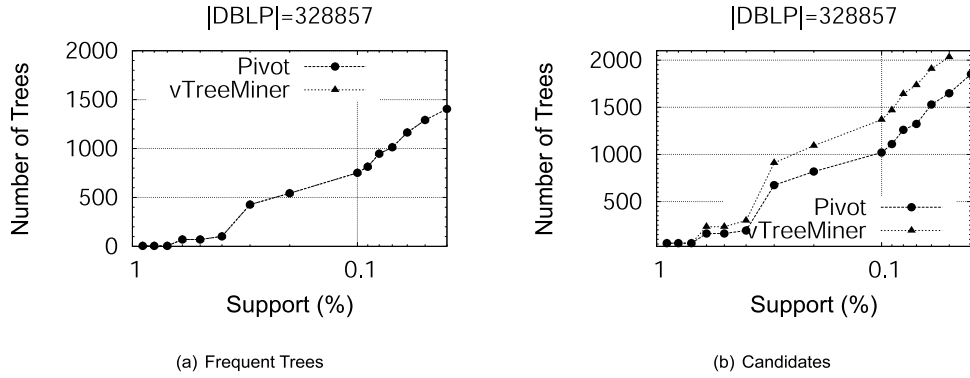 |DBLP|=328857
Number of Trees
2000
1500
1000
500
0
Pivot
vTreeMiner
1
0.1
Support (%)
(a) Frequent Trees
|DBLP|=328857
Number of Trees
2000
1500
1000
500
Pivot
vTreeMiner
1
0.1
Support (%)
(b) Candidates